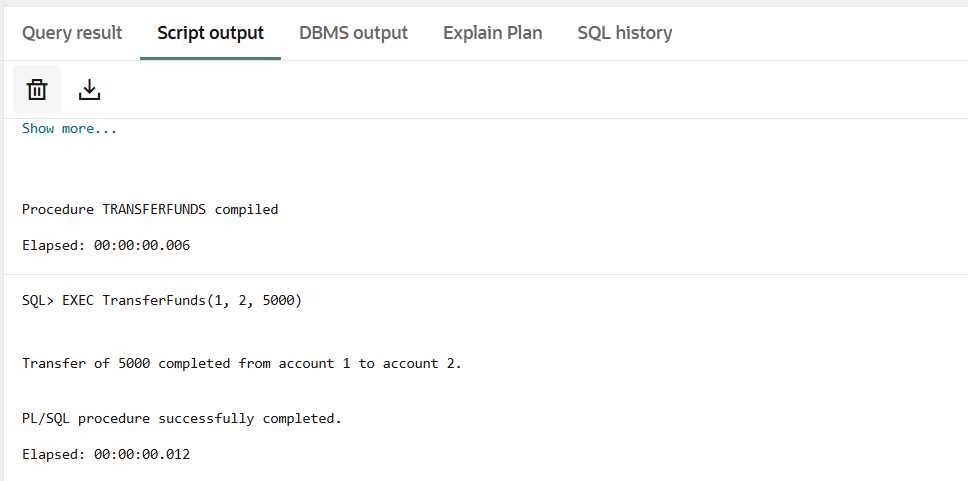 Query result Script output DBMS output Explain Plan SQL history
Show more...
Procedure TRANSFERFUNDS compiled
Elapsed: 00:00:00.006
SQL> EXEC TransferFunds(1, 2, 5000)
Transfer of 5000 completed from account 1 to account 2.
PL/SQL procedure successfully completed.
Elapsed: 00:00:00.012